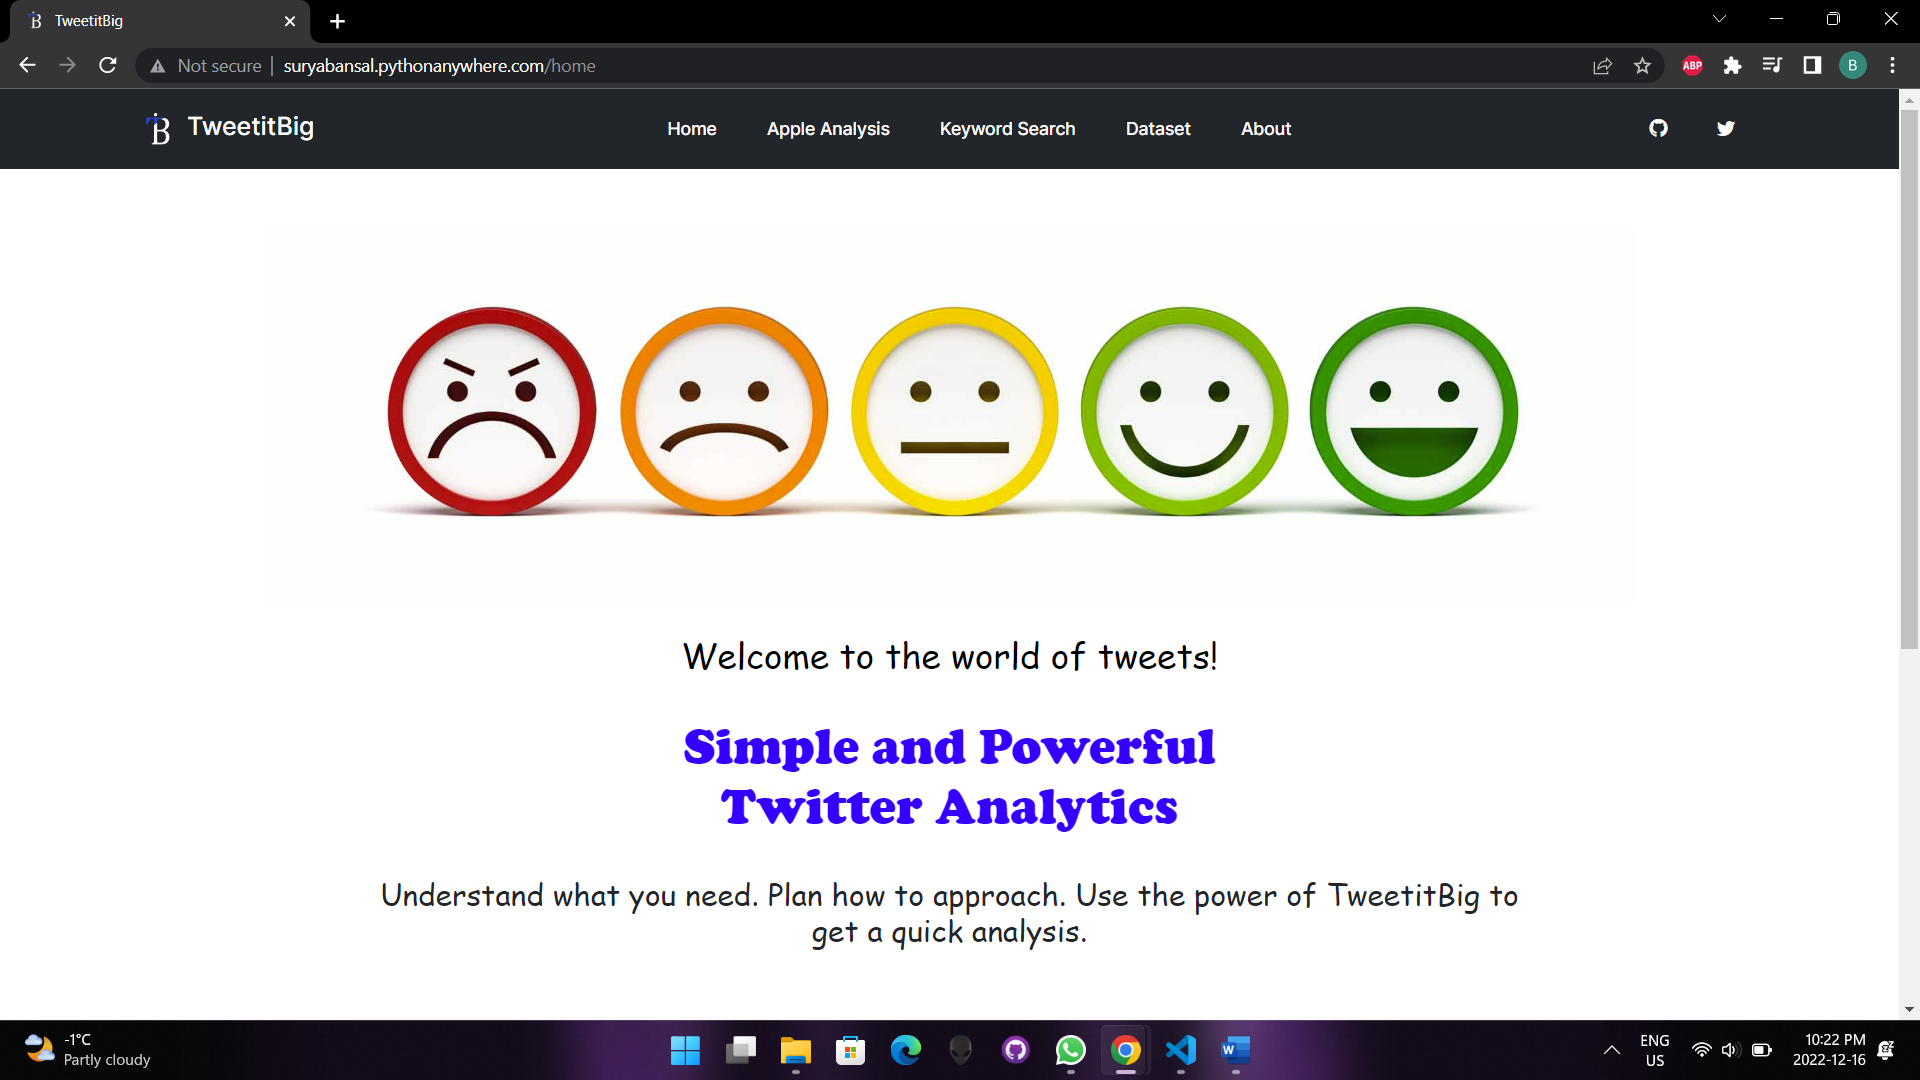 TweetitBig
Not secure | suryabansal.pythonanywhere.com/home
ABP
B
TweetitBig
Home
Apple Analysis
Keyword Search
Dataset
About
Welcome to the world of tweets!
Simple and Powerful
Twitter Analytics
Understand what you need. Plan how to approach. Use the power of TweetitBig to
get a quick analysis.
-1°C
Partly cloudy
W
ENG
US
10:22 PM
2022-12-16